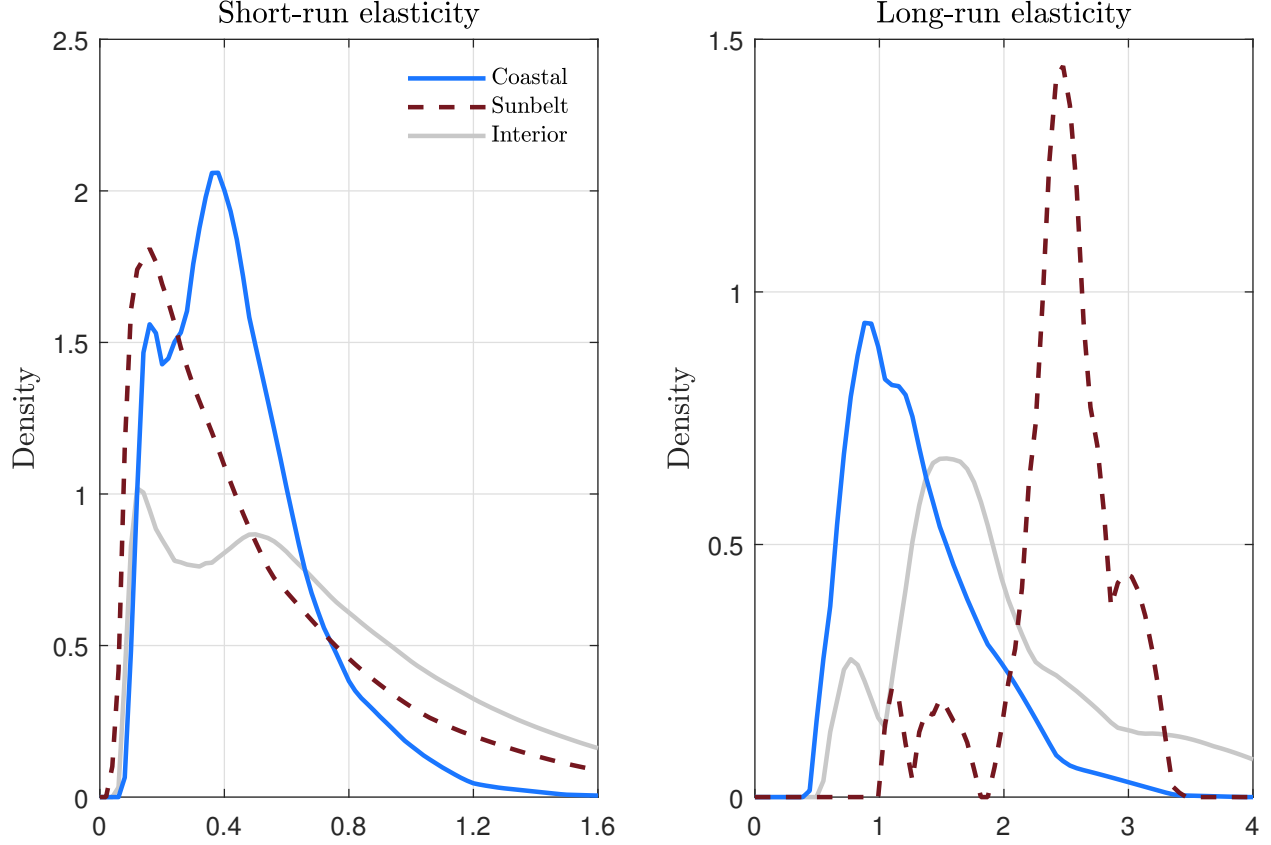 Short-run elasticity
Density
2.5
2
1.5
1
0.5
0
0 0.4 0.8 1.2 1.6
Coastal
Sunbelt
Interior
Long-run elasticity
Density
1.5
1
0.5
0
0 1 2 3 4